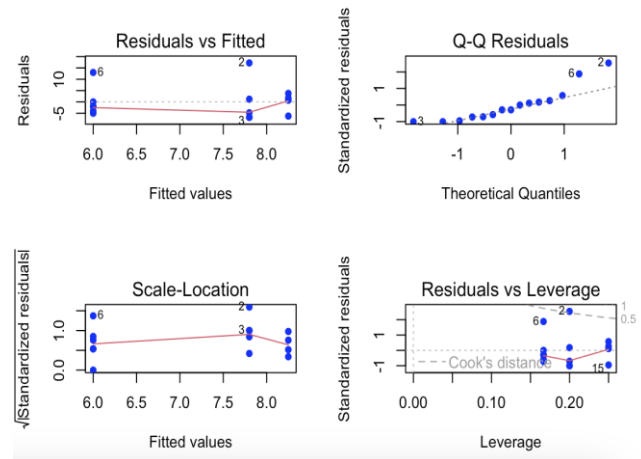 Residuals vs Fitted
Residuals
10
-5
6
2
3
6.0 6.5 7.0 7.5 8.0
Fitted values
Q-Q Residuals
Standardized residuals
1
-1
3
6
2
-1 0 1
Theoretical Quantiles
Scale-Location
√|Standardized residuals|
1.0
0.0
6
2
3
6.0 6.5 7.0 7.5 8.0
Fitted values
Residuals vs Leverage
Standardized residuals
1
-1
6
2
15
1
0.5
Cook's distance
0.00 0.10 0.20
Leverage